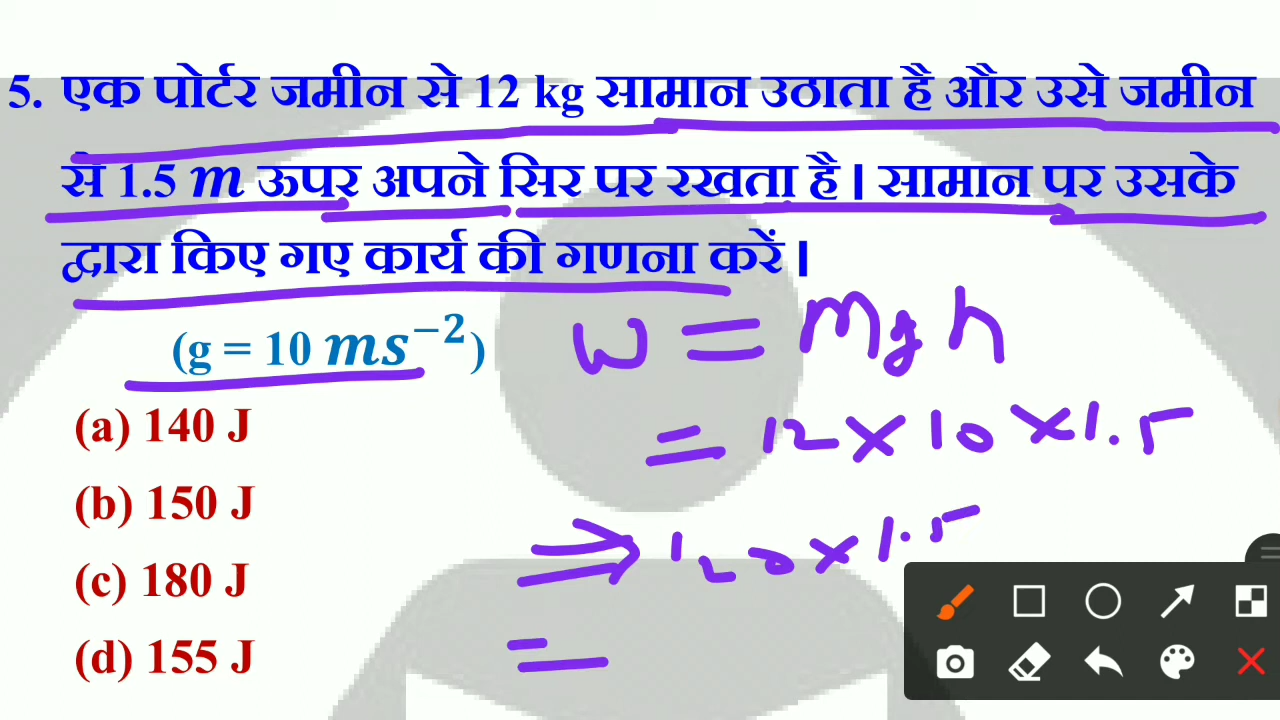 5. एक पोर्टर जमीन से 12 kg सामान उठाता है और उसे जमीन
से 1.5 m ऊपर अपने सिर पर रखता है। सामान पर उसके
द्वारा किए गए कार्य की गणना करें।
(g = 10 ms⁻²)
W = mgh
(a) 140 J
= 12 × 10 × 1.5
(b) 150 J
⇒ 120 × 1.5
(c) 180 J
=
(d) 155 J